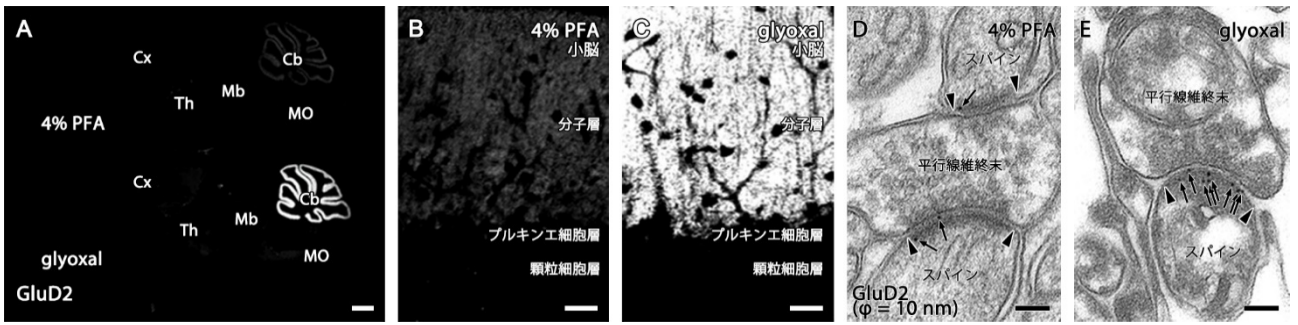 A
Cx
Cb
Mb
Th
4% PFA
MO
Cx
Cb
Mb
Th
glyoxal
MO
GluD2
B
4% PFA
小脳
分子層
プルキンエ細胞層
顆粒細胞層
C
glyoxal
小脳
分子層
プルキンエ細胞層
顆粒細胞層
D
4% PFA
スパイン
平行線維終末
スパイン
GluD2
(φ = 10 nm)
E
glyoxal
平行線維終末
スパイン